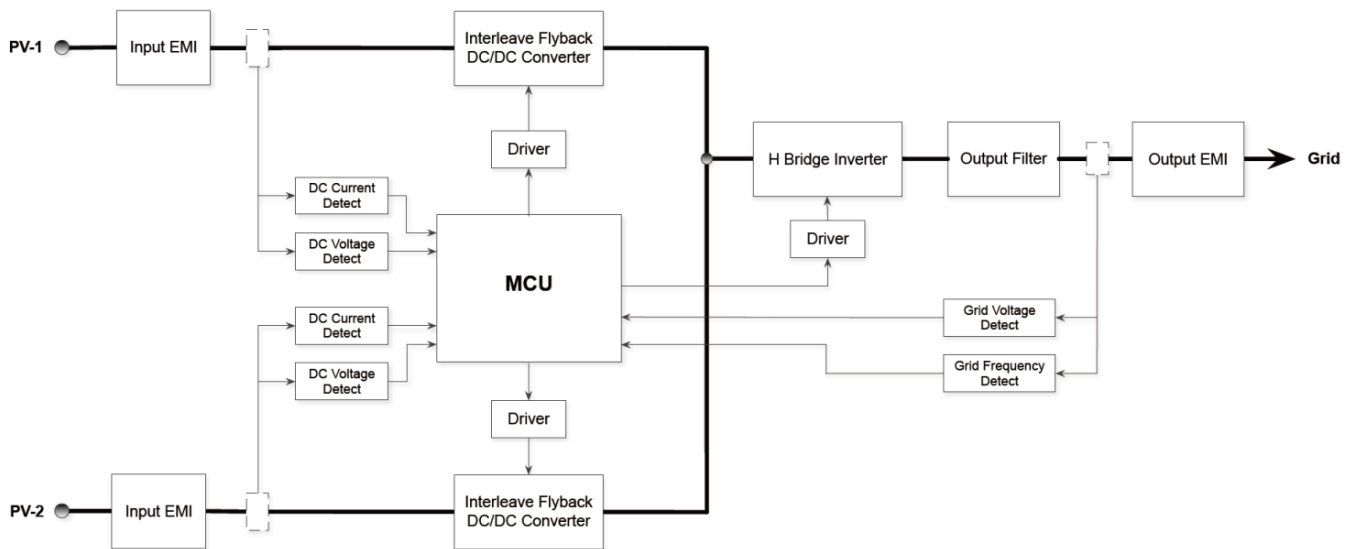 PV-1
Input EMI
Interleave Flyback
DC/DC Converter
Driver
H Bridge Inverter
Output Filter
Output EMI
Grid
DC Current
Detect
DC Voltage
Detect
MCU
Driver
DC Current
Detect
DC Voltage
Detect
Grid Voltage
Detect
Grid Frequency
Detect
Driver
PV-2
Input EMI
Interleave Flyback
DC/DC Converter